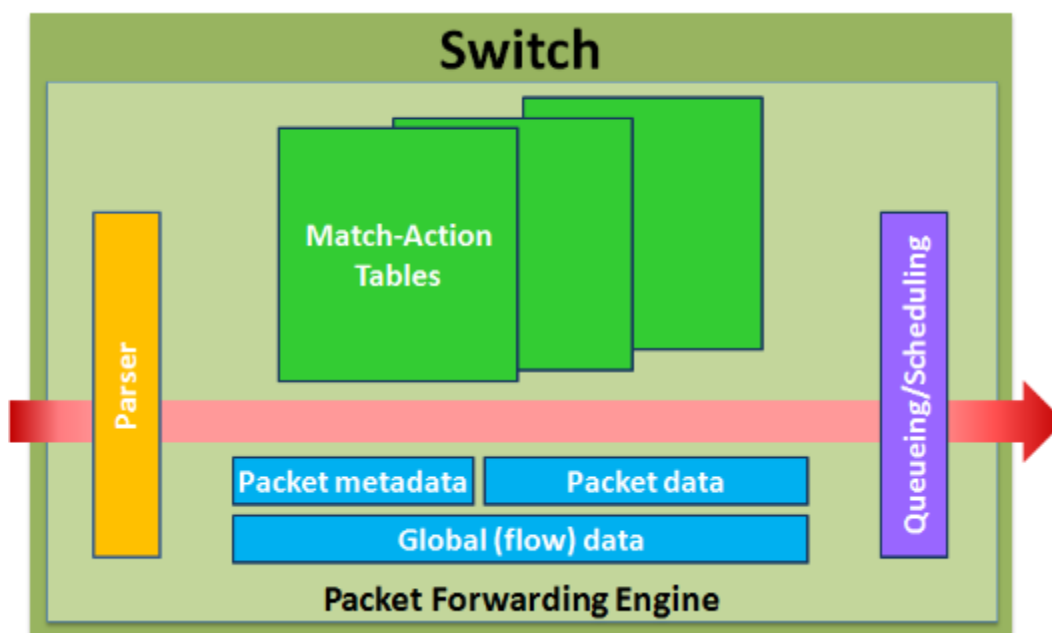 Switch
Match-Action
Tables
Parser
Queueing/Scheduling
Packet metadata
Packet data
Global (flow) data
Packet Forwarding Engine